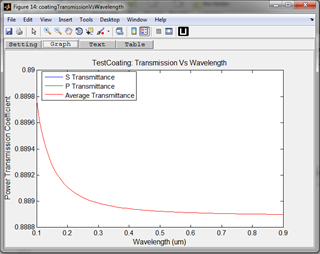 Figure 14: coatingTransmissionVsWavelength
File Edit View Insert Tools Desktop Window Help
Setting Graph Text Table
TestCoating: Transmission Vs Wavelength
S Transmittance
P Transmittance
Average Transmittance
Power Transmission Coefficient
0.89
0.8898
0.8896
0.8894
0.8892
0.889
0.8888
0.1 0.2 0.3 0.4 0.5 0.6 0.7 0.8 0.9
Wavelength (um)